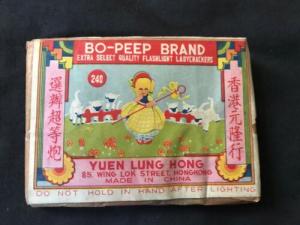 BO-PEEP BRAND
EXTRA SELECT QUALITY FLASHLIGHT LADYCRACKERS
240
選辦超等炮
香港元隆行
YUEN LUNG HONG
85, WING LOK STREET, HONGKONG
MADE IN CHINA
DO NOT HOLD IN HAND AFTER LIGHTING